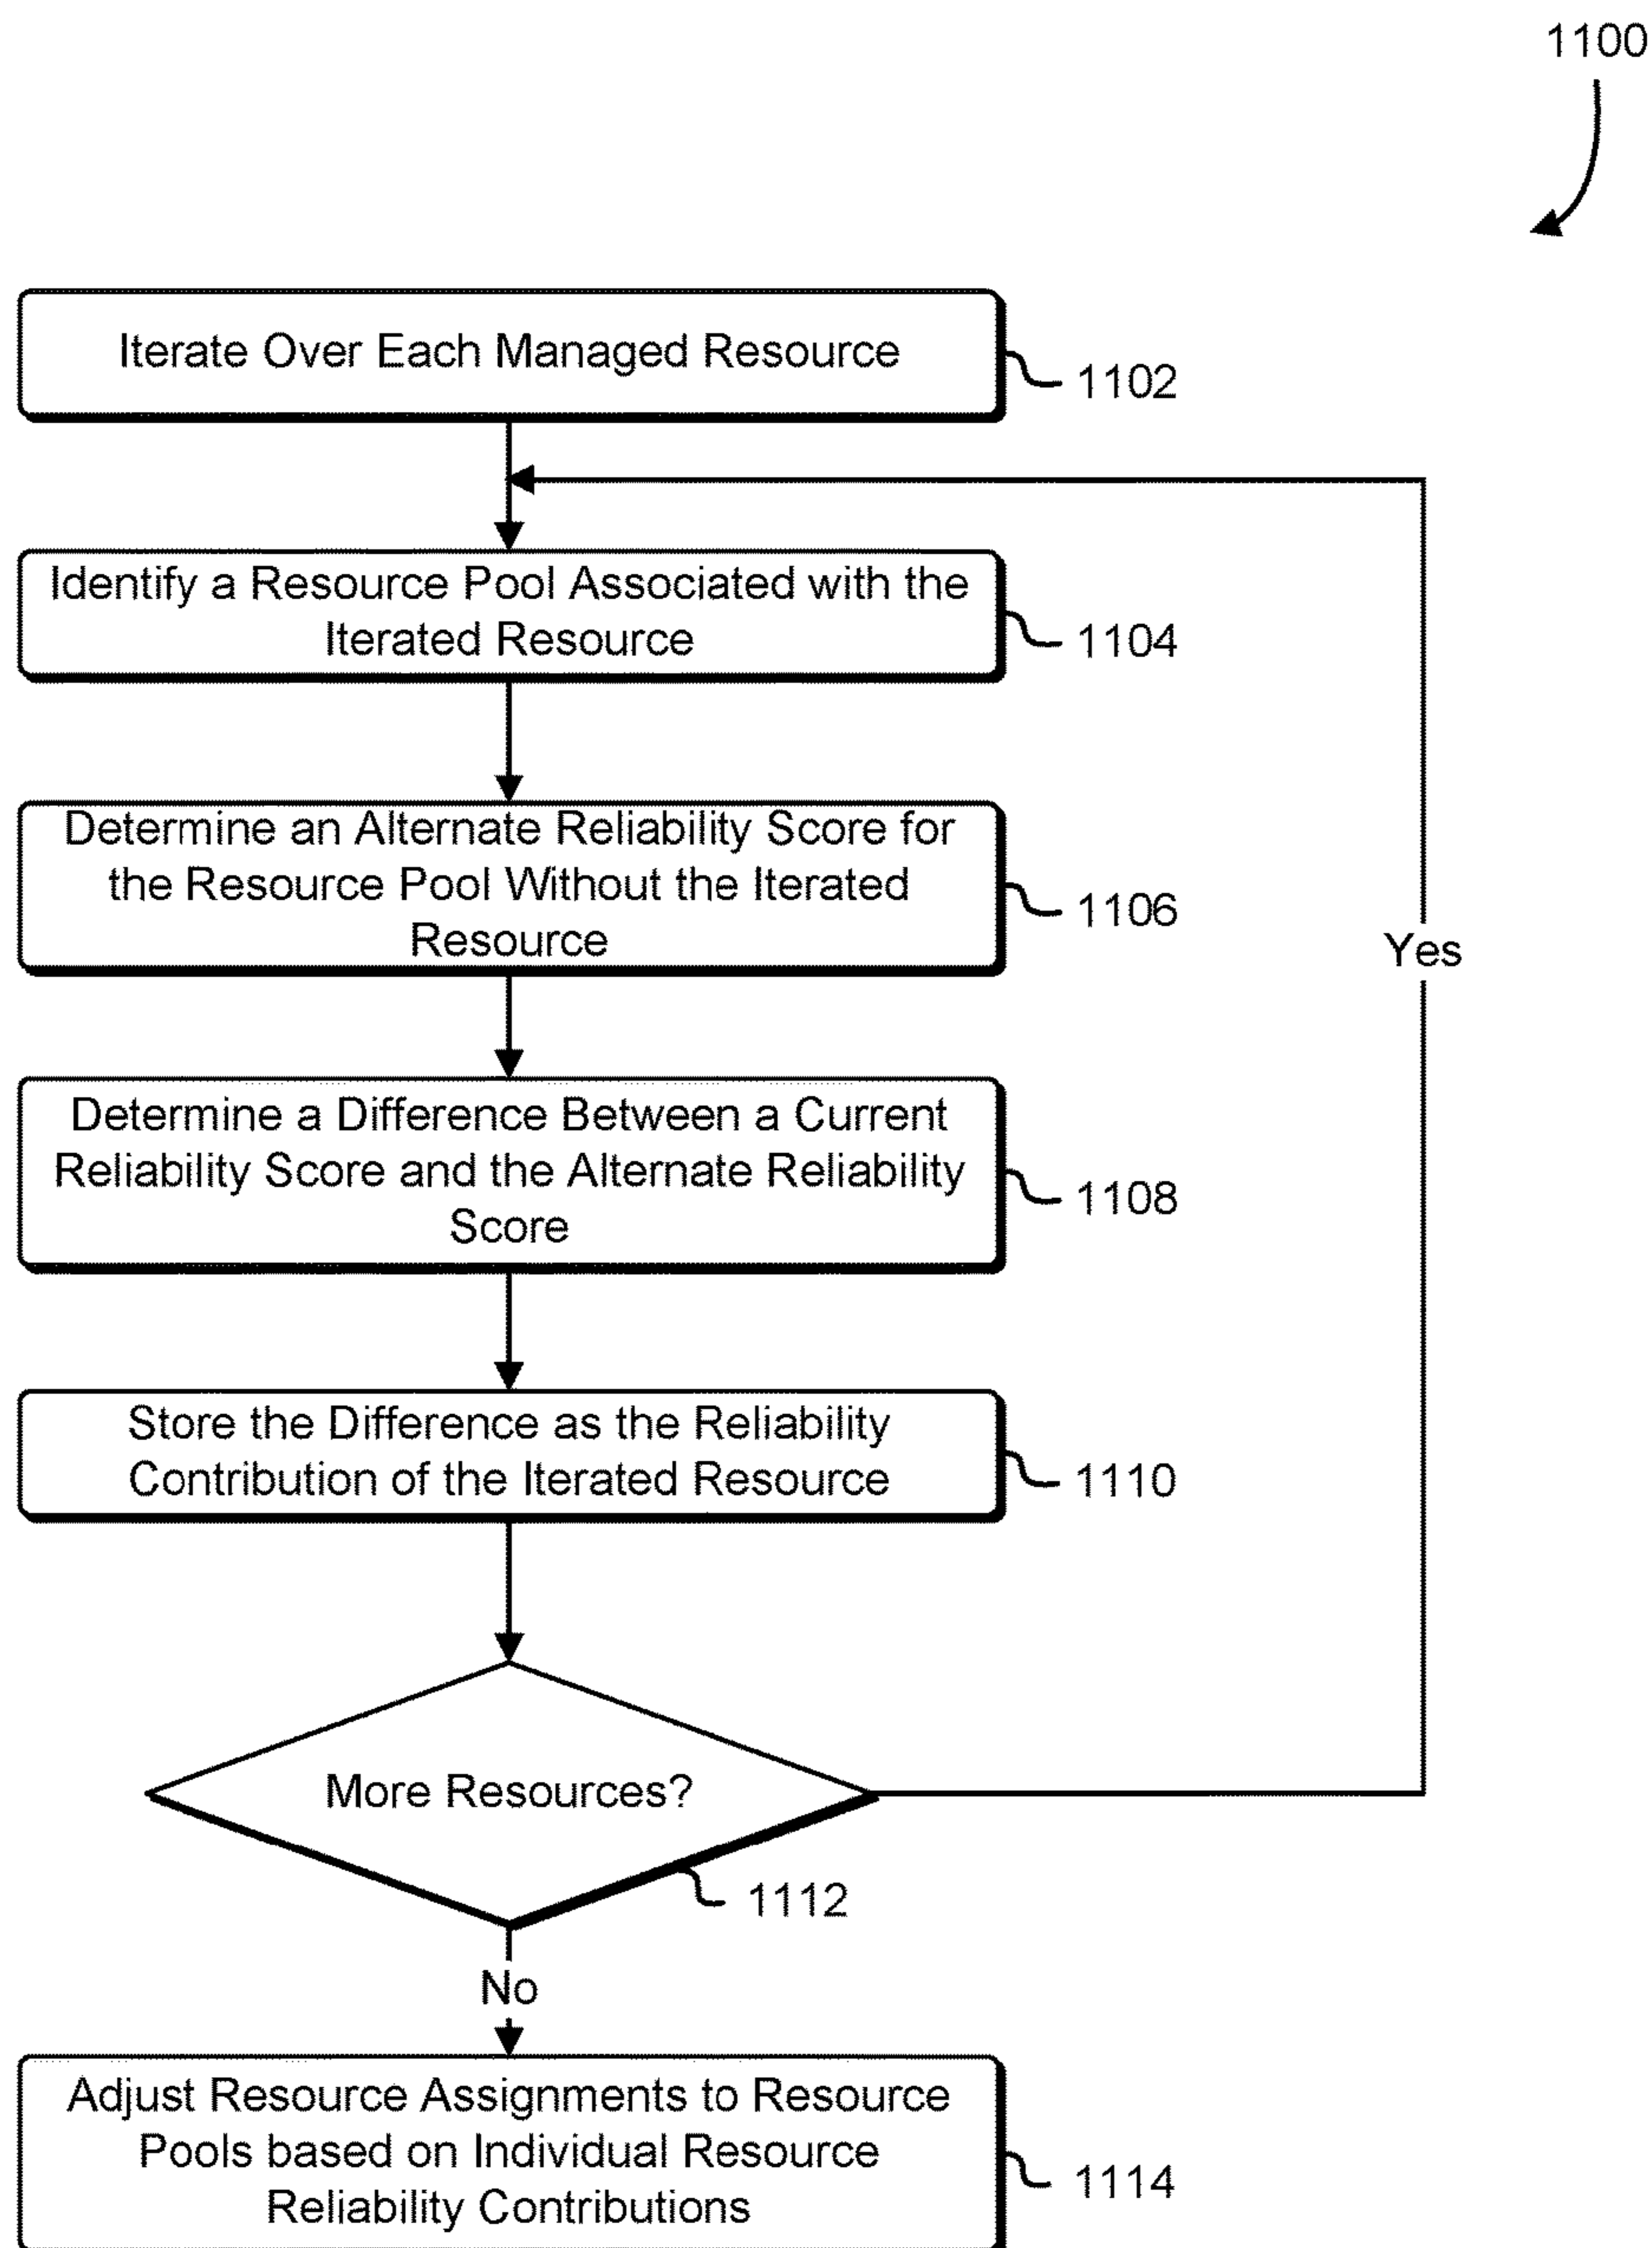 1100
Iterate Over Each Managed Resource
1102
Identify a Resource Pool Associated with the
Iterated Resource
1104
Determine an Alternate Reliability Score for
the Resource Pool Without the Iterated
Resource
1106
Yes
Determine a Difference Between a Current
Reliability Score and the Alternate Reliability
Score
1108
Store the Difference as the Reliability
Contribution of the Iterated Resource
1110
More Resources?
1112
No
Adjust Resource Assignments to Resource
Pools based on Individual Resource
Reliability Contributions
1114